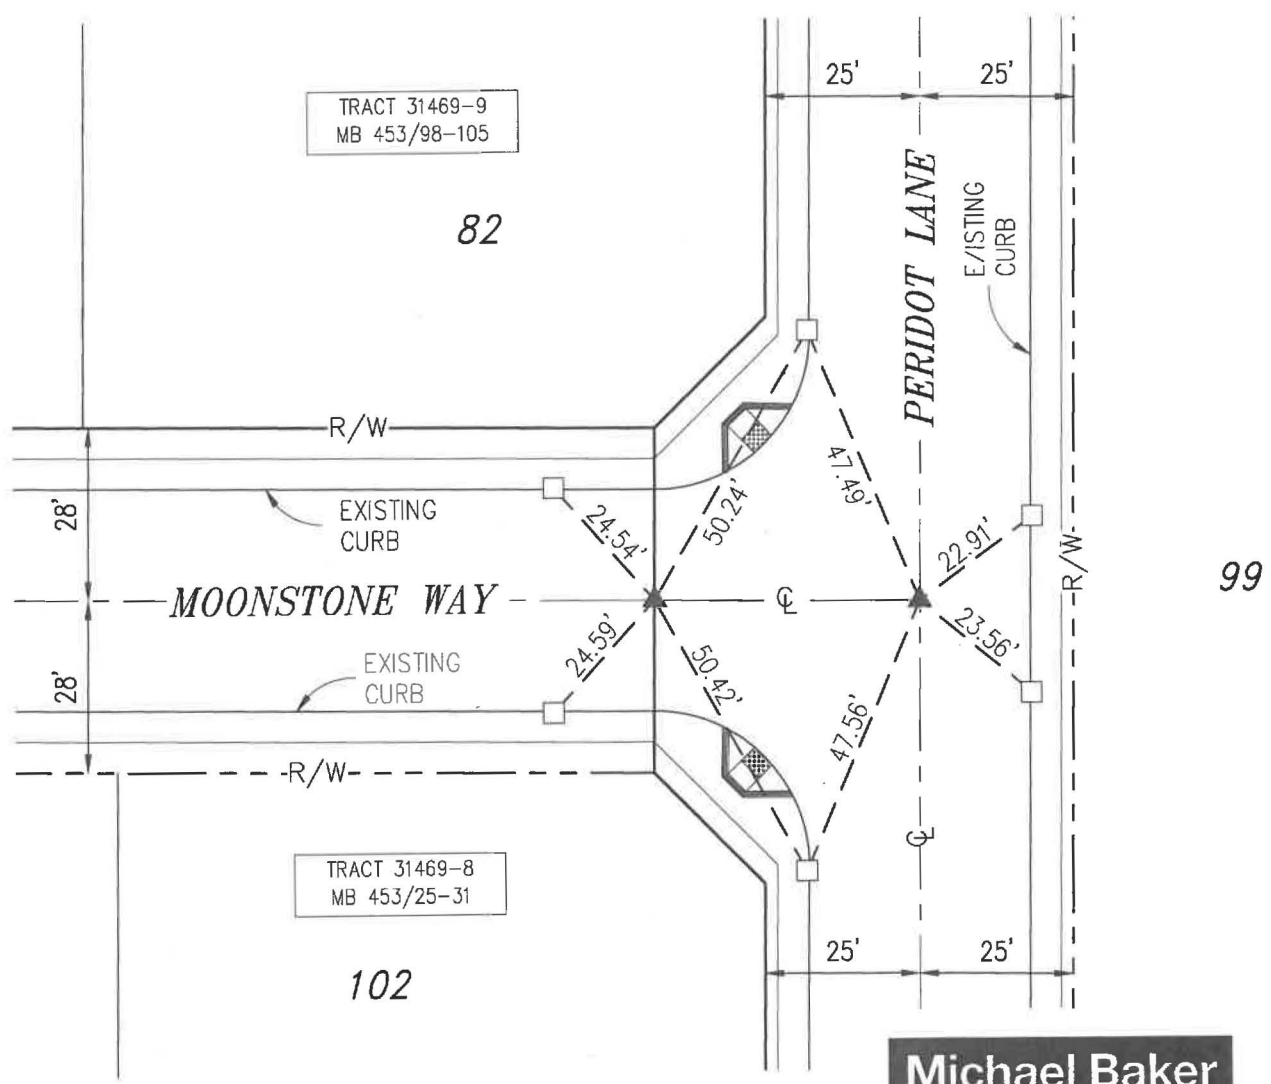 25'
25'
TRACT 31469-9
MB 453/98-105
82
PERIDOT LANE
E/ISTING
CURB
R/W
28'
EXISTING
CURB
24.54'
50.24'
47.49'
22.91'
R/W
99
MOONSTONE WAY
℄
24.59'
50.42'
23.56'
28'
EXISTING
CURB
47.56'
R/W
℄
TRACT 31469-8
MB 453/25-31
25'
25'
102
Michael Baker